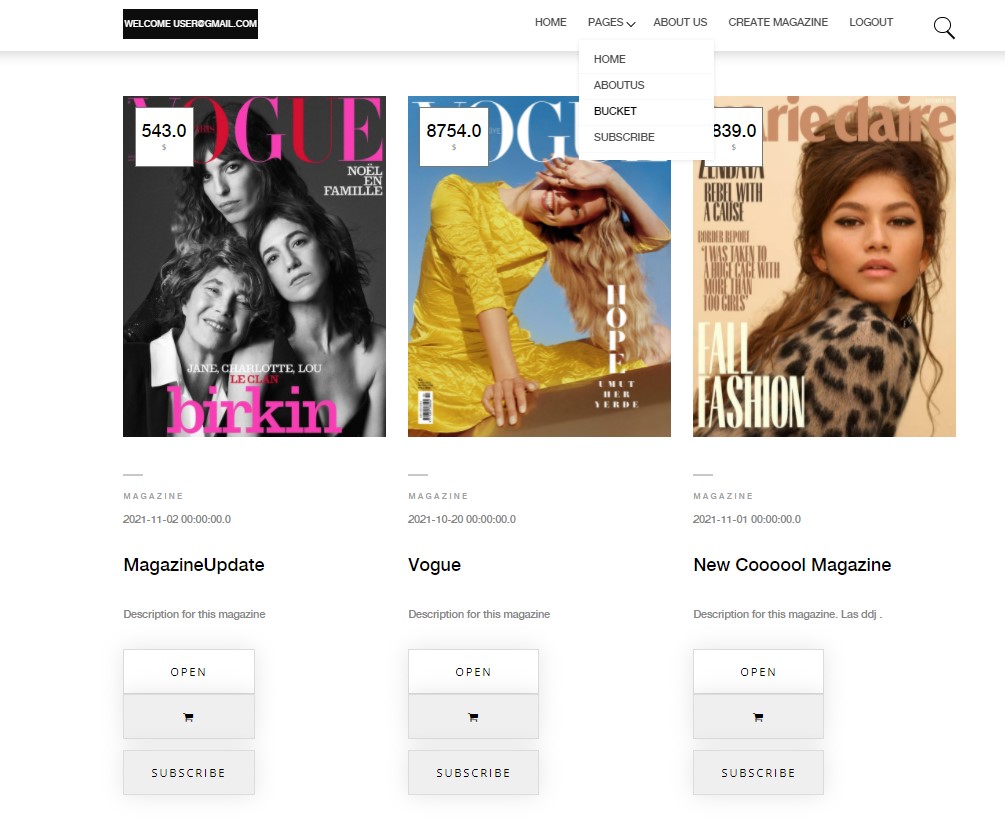 WELCOME USER@GMAIL.COM
HOME PAGES ABOUT US CREATE MAGAZINE LOGOUT
HOME
ABOUTUS
BUCKET
SUBSCRIBE
VOGUE
543.0
$
NOËL
EN
FAMILLE
JANE, CHARLOTTE, LOU
LE CLAN
birkin
8754.0
$
HOPE
UMUT
HER
YERDE
marie claire
839.0
$
ZENDAYA
REBEL WITH
A CAUSE
BORDER REPORT
"I WAS TAKEN TO
A HUGE CAGE WITH
MORE THAN
100 GIRLS"
FALL
FASHION
MAGAZINE
2021-11-02 00:00:00.0
MagazineUpdate
Description for this magazine
OPEN
SUBSCRIBE
MAGAZINE
2021-10-20 00:00:00.0
Vogue
Description for this magazine
OPEN
SUBSCRIBE
MAGAZINE
2021-11-01 00:00:00.0
New Coooool Magazine
Description for this magazine. Las ddj .
OPEN
SUBSCRIBE